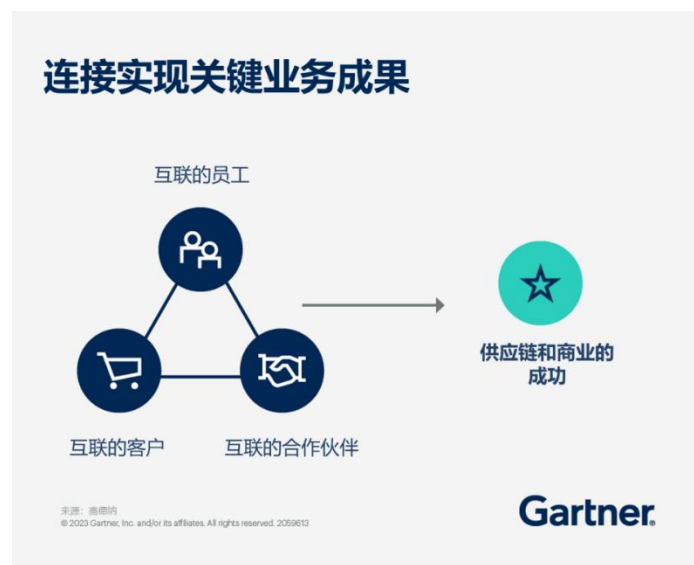 连接实现关键业务成果
互联的员工
互联的客户
互联的合作伙伴
供应链和商业的
成功
来源：高德纳
© 2023 Gartner, Inc. and/or its affiliates. All rights reserved. 2059613
Gartner.